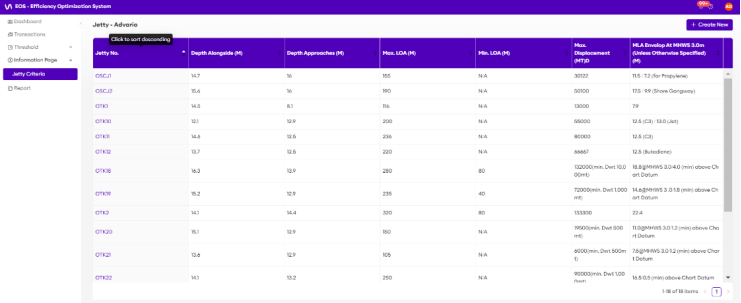 EOS - Efficiency Optimisation System
99+
Dashboard
Transactions
Threshold
Information Page
Jetty Criteria
Report
Jetty - Advario
+ Create New
Click to sort descending
Jetty No. Depth Alongside (M) Depth Approaches (M) Max. LOA (M) Min. LOA (M) Max. Displacement (MT)D MLA Envelop At MHWS 3.0m (Unless Otherwise Specified) (M)
OSCJ1 14.7 16 155 N/A 30122 11.5 : 7.2 (for Propylene)
OSCJ2 15.6 16 190 N/A 50100 17.5 : 9.9 (Shore Gangway)
OTK1 14.5 8.1 116 N/A 13000 7.9
OTK10 12.1 12.9 200 N/A 55000 12.5 (C3) : 13.0 (Jet)
OTK11 14.6 12.5 236 N/A 80000 12.5 (C3)
OTK12 13.7 12.5 220 N/A 66667 12.5 (Butadiene)
OTK18 16.3 13.9 280 80 132000(min. Dwt 10,000mt) 18.8@MHWS 3.0:4.0 (min) above Chart Datum
OTK19 15.2 12.9 235 40 72000(min. Dwt 1,000mt) 14.6@MHWS 3.0:1.8 (min) above Chart Datum
OTK2 14.1 14.4 320 80 133300 22.4
OTK20 15.1 12.9 180 N/A 19500(min. Dwt 500mt) 11.0@MHWS 3.0:1.2 (min) above Chart Datum
OTK21 13.6 12.9 105 N/A 6000(min. Dwt 500mt) 7.8@MHWS 3.0:1.2 (min) above Chart Datum
OTK22 14.1 13.2 250 N/A 90000(min. Dwt 1,00 16.5:0.5 (min) above Chart Datum
1-18 of 18 items
1